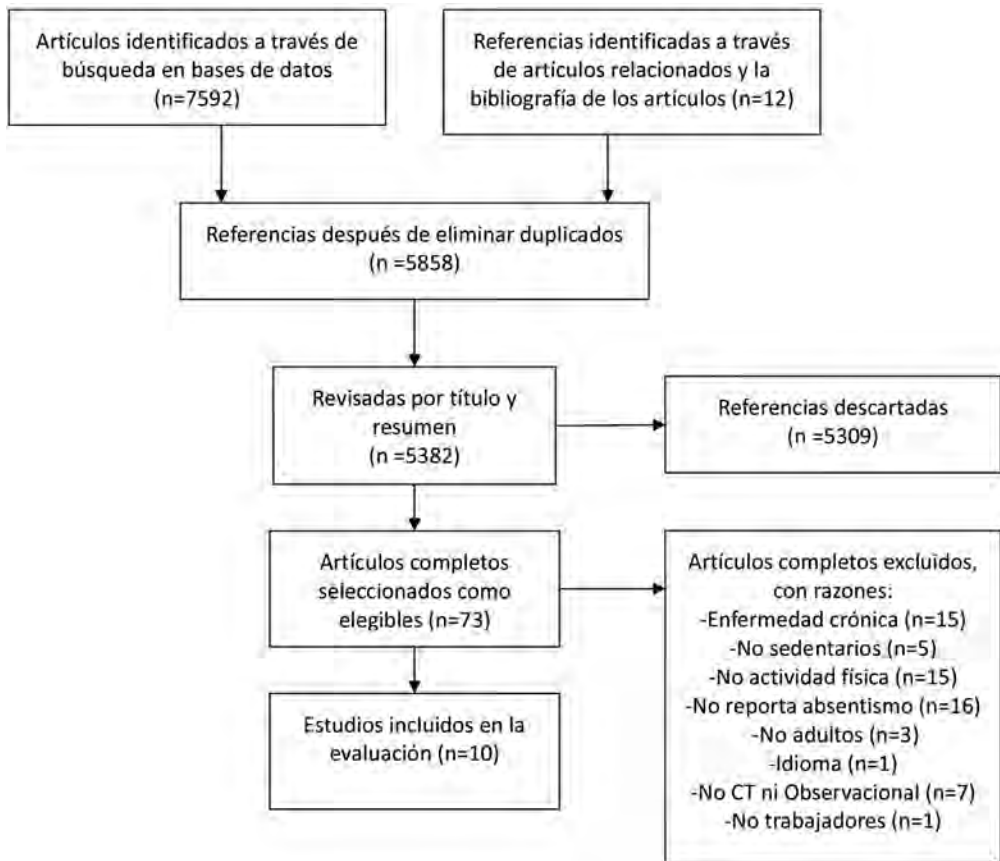 Artículos identificados a través de
búsqueda en bases de datos
(n=7592)
Referencias identificadas a través
de artículos relacionados y la
bibliografía de los artículos (n=12)
Referencias después de eliminar duplicados
(n =5858)
Revisadas por título y
resumen
(n =5382)
Referencias descartadas
(n =5309)
Artículos completos
seleccionados como
elegibles (n=73)
Artículos completos excluidos,
con razones:
-Enfermedad crónica (n=15)
-No sedentarios (n=5)
-No actividad física (n=15)
-No reporta absentismo (n=16)
-No adultos (n=3)
-Idioma (n=1)
-No CT ni Observacional (n=7)
-No trabajadores (n=1)
Estudios incluidos en la
evaluación (n=10)